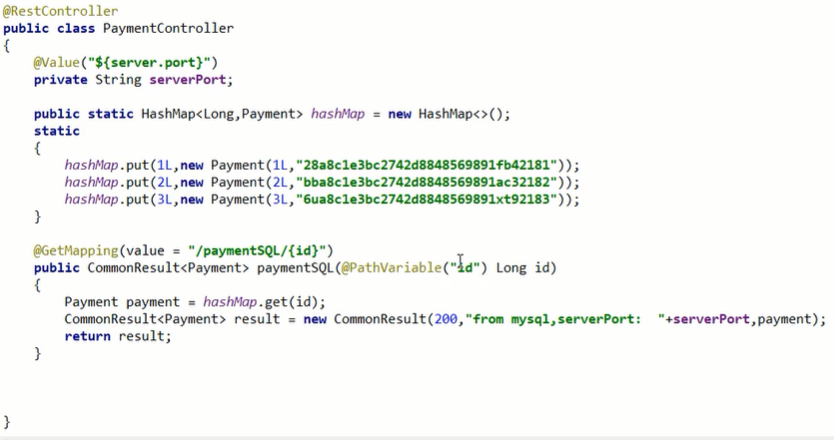 @RestController
public class PaymentController
{
    @Value("${server.port}")
    private String serverPort;

    public static HashMap<Long,Payment> hashMap = new HashMap<>();
    static
    {
        hashMap.put(1L,new Payment(1L,"28a8c1e3bc2742d8848569891fb42181"));
        hashMap.put(2L,new Payment(2L,"bba8c1e3bc2742d8848569891ac32182"));
        hashMap.put(3L,new Payment(3L,"6ua8c1e3bc2742d8848569891xt92183"));
    }

    @GetMapping(value = "/paymentSQL/{id}")
    public CommonResult<Payment> paymentSQL(@PathVariable("id") Long id)
    {
        Payment payment = hashMap.get(id);
        CommonResult<Payment> result = new CommonResult(200,"from mysql,serverPort:  "+serverPort,payment);
        return result;
    }

}